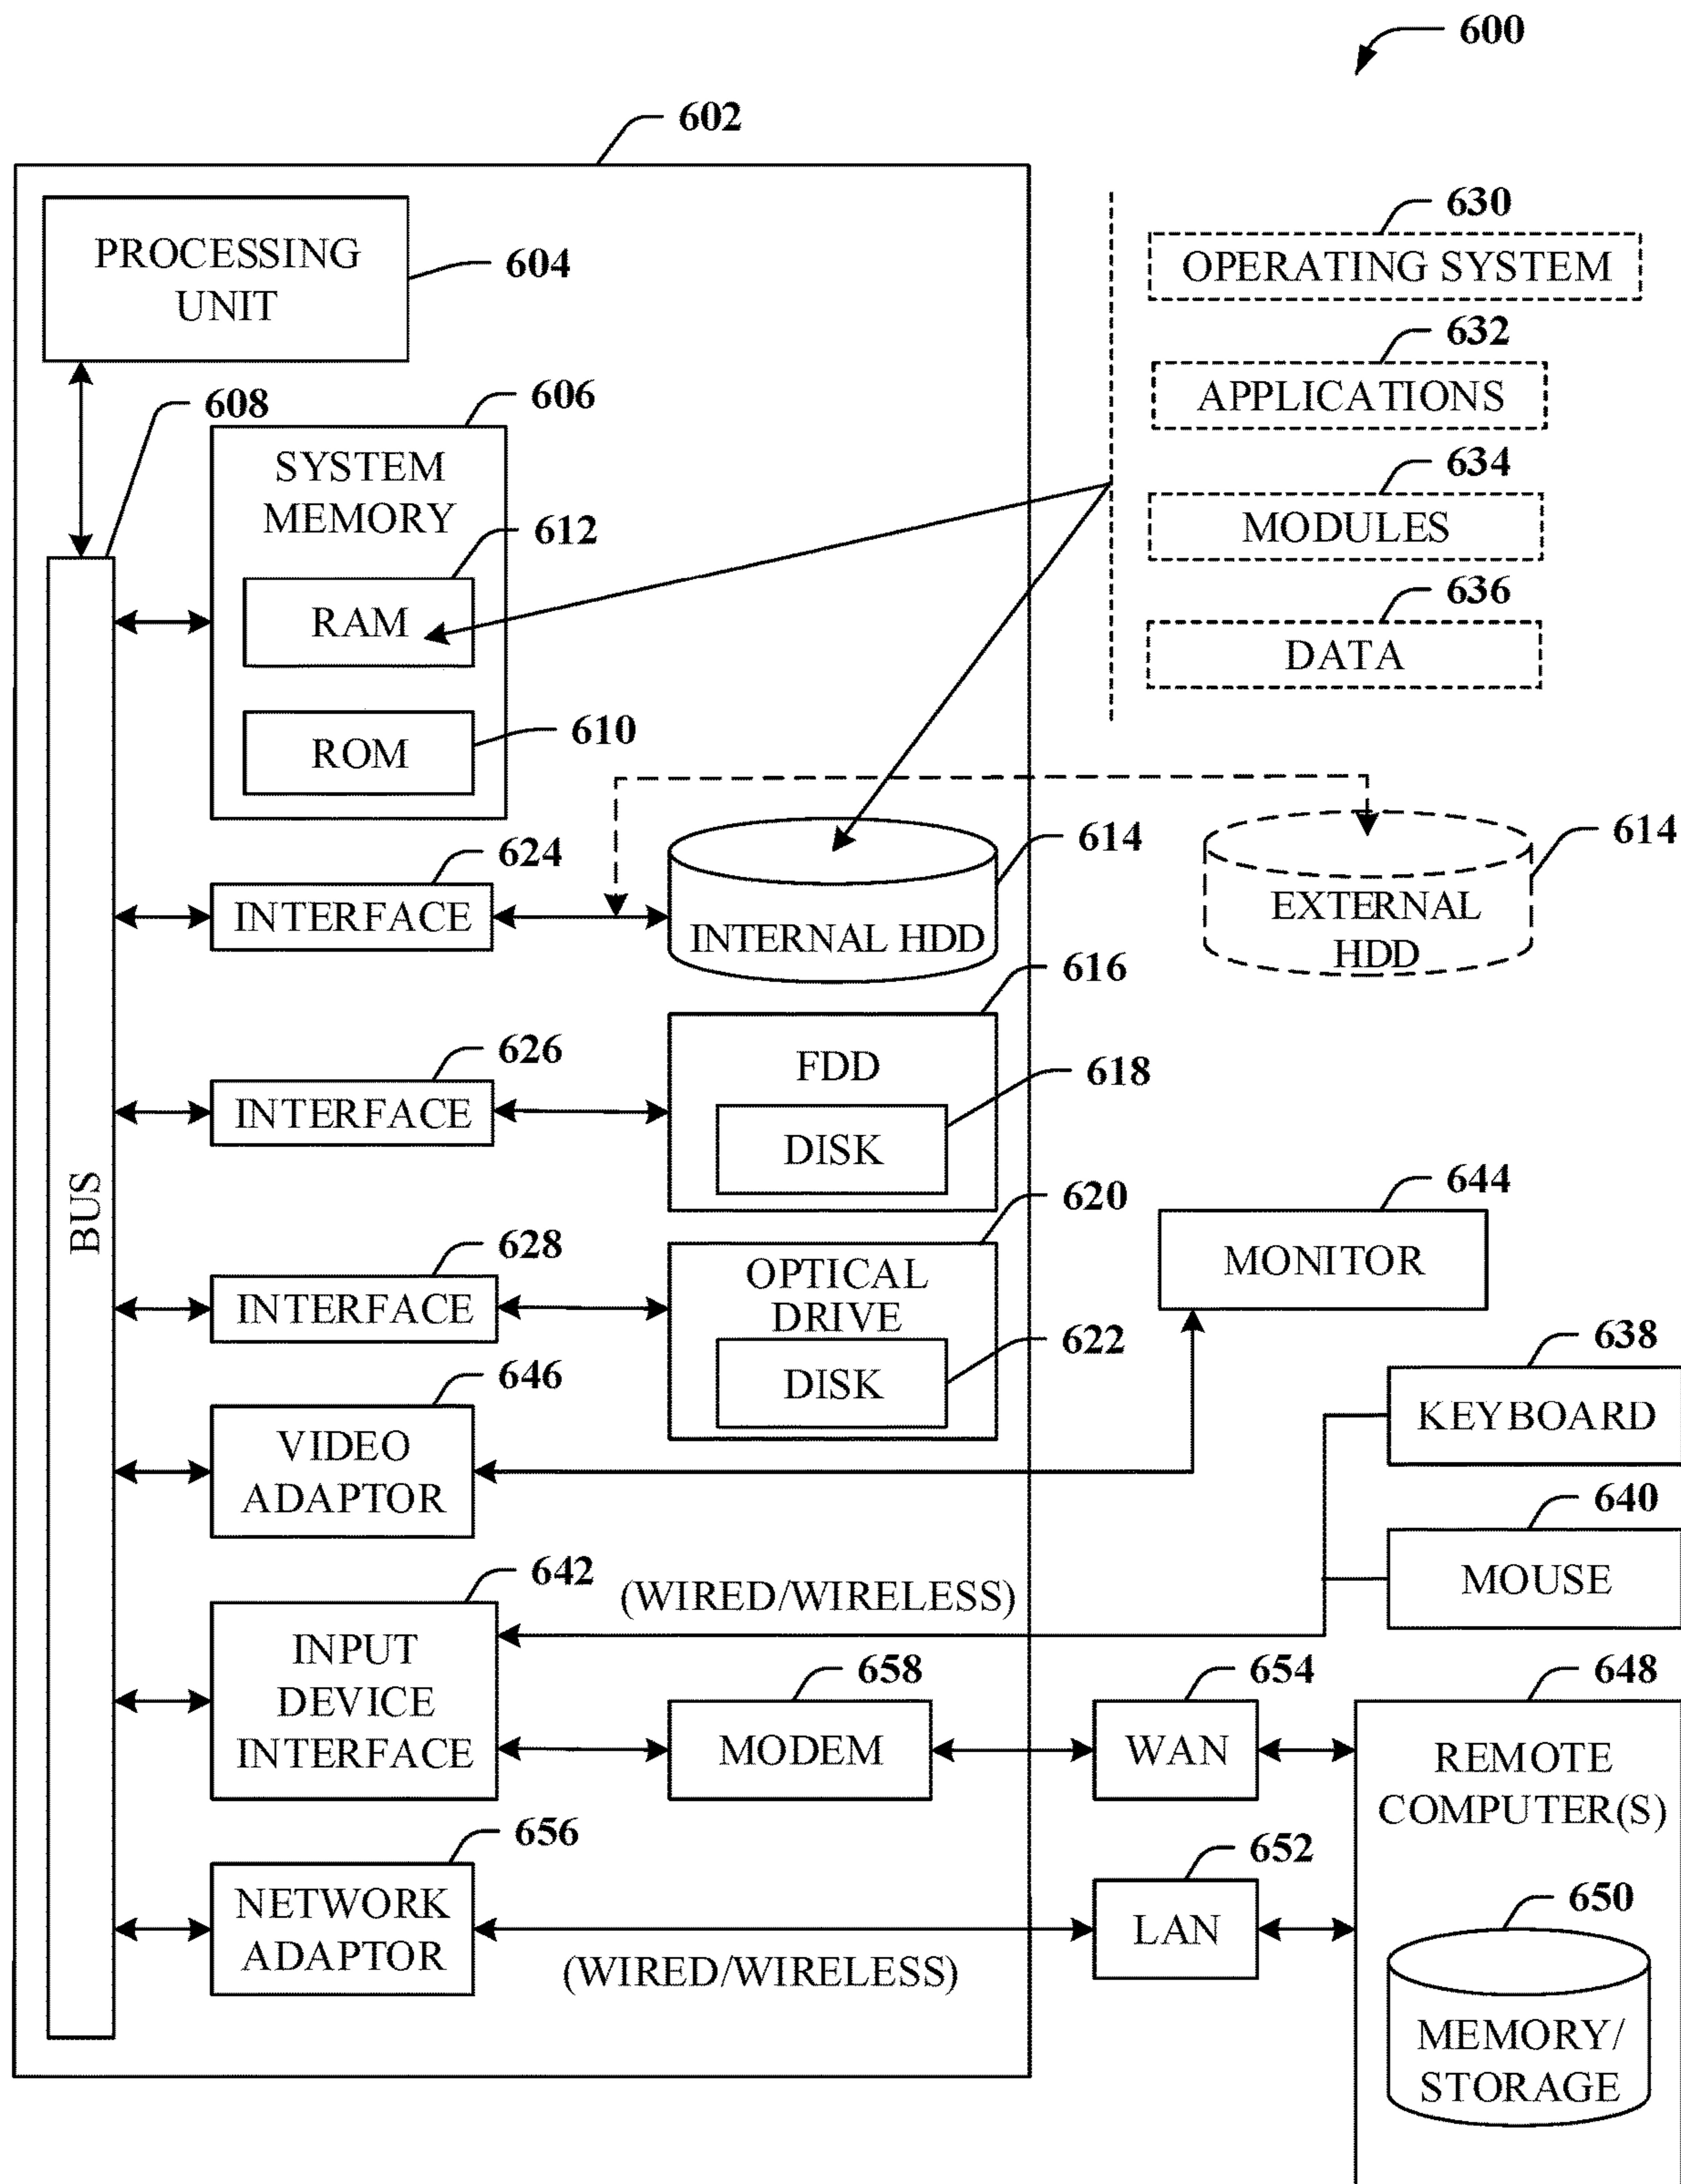 600
602
PROCESSING
UNIT
604
630
OPERATING SYSTEM
632
APPLICATIONS
608
606
SYSTEM
MEMORY
634
MODULES
612
RAM
636
DATA
610
ROM
624
INTERFACE
614
INTERNAL HDD
614
EXTERNAL
HDD
616
FDD
626
INTERFACE
618
DISK
BUS
620
OPTICAL
DRIVE
628
INTERFACE
622
DISK
644
MONITOR
638
KEYBOARD
646
VIDEO
ADAPTOR
640
MOUSE
642
(WIRED/WIRELESS)
INPUT
DEVICE
INTERFACE
658
MODEM
654
WAN
648
REMOTE
COMPUTER(S)
656
NETWORK
ADAPTOR
(WIRED/WIRELESS)
652
LAN
650
MEMORY/
STORAGE